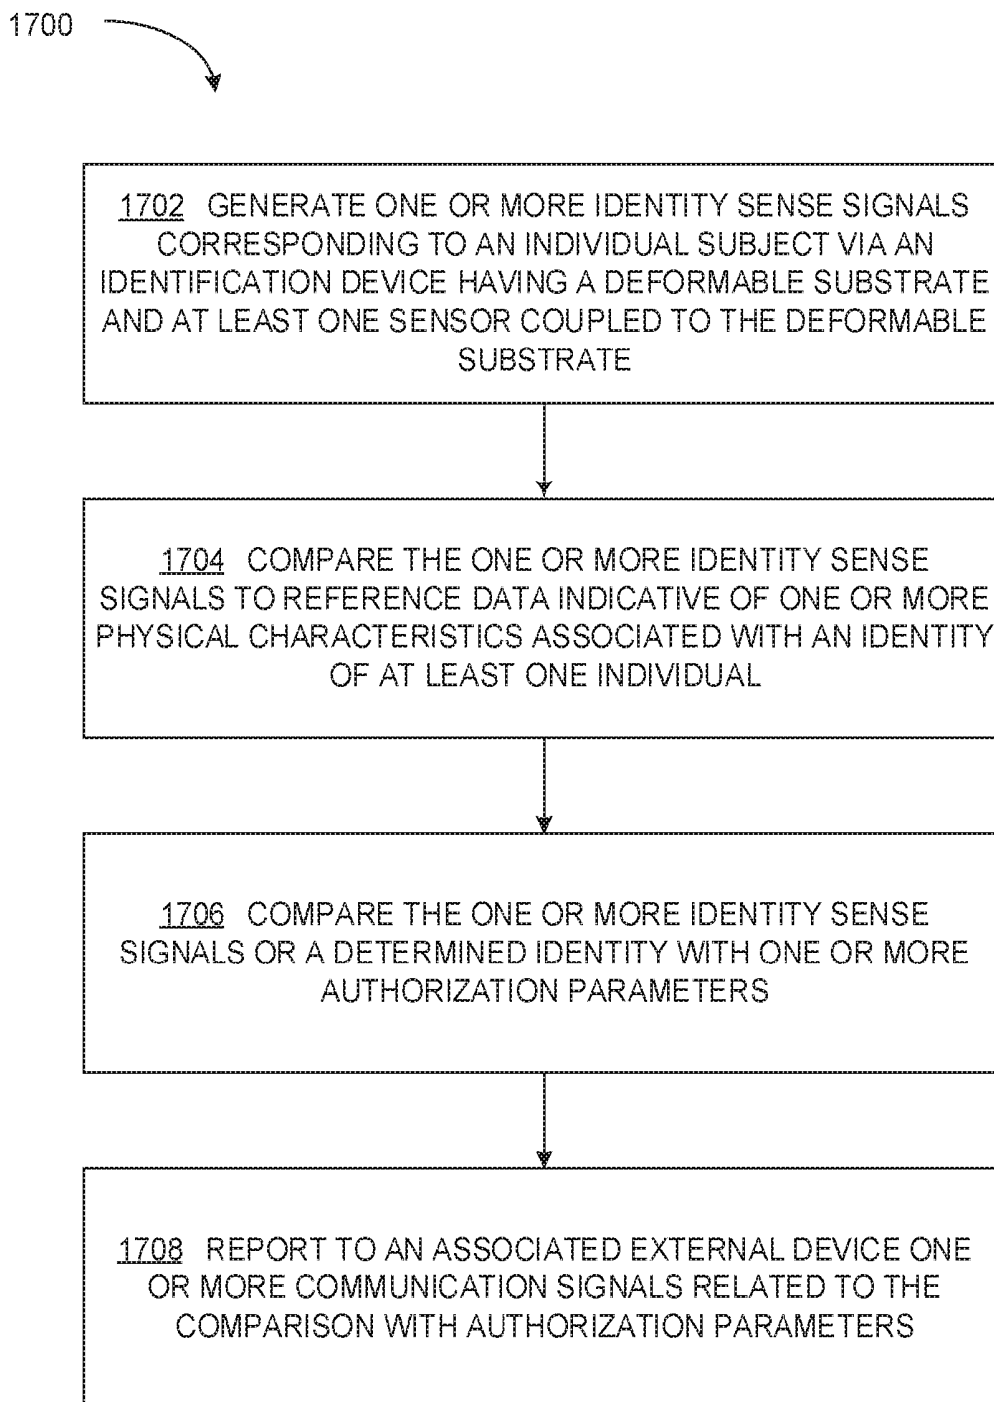 1700
1702 GENERATE ONE OR MORE IDENTITY SENSE SIGNALS
CORRESPONDING TO AN INDIVIDUAL SUBJECT VIA AN
IDENTIFICATION DEVICE HAVING A DEFORMABLE SUBSTRATE
AND AT LEAST ONE SENSOR COUPLED TO THE DEFORMABLE
SUBSTRATE
1704 COMPARE THE ONE OR MORE IDENTITY SENSE
SIGNALS TO REFERENCE DATA INDICATIVE OF ONE OR MORE
PHYSICAL CHARACTERISTICS ASSOCIATED WITH AN IDENTITY
OF AT LEAST ONE INDIVIDUAL
1706 COMPARE THE ONE OR MORE IDENTITY SENSE
SIGNALS OR A DETERMINED IDENTITY WITH ONE OR MORE
AUTHORIZATION PARAMETERS
1708 REPORT TO AN ASSOCIATED EXTERNAL DEVICE ONE
OR MORE COMMUNICATION SIGNALS RELATED TO THE
COMPARISON WITH AUTHORIZATION PARAMETERS